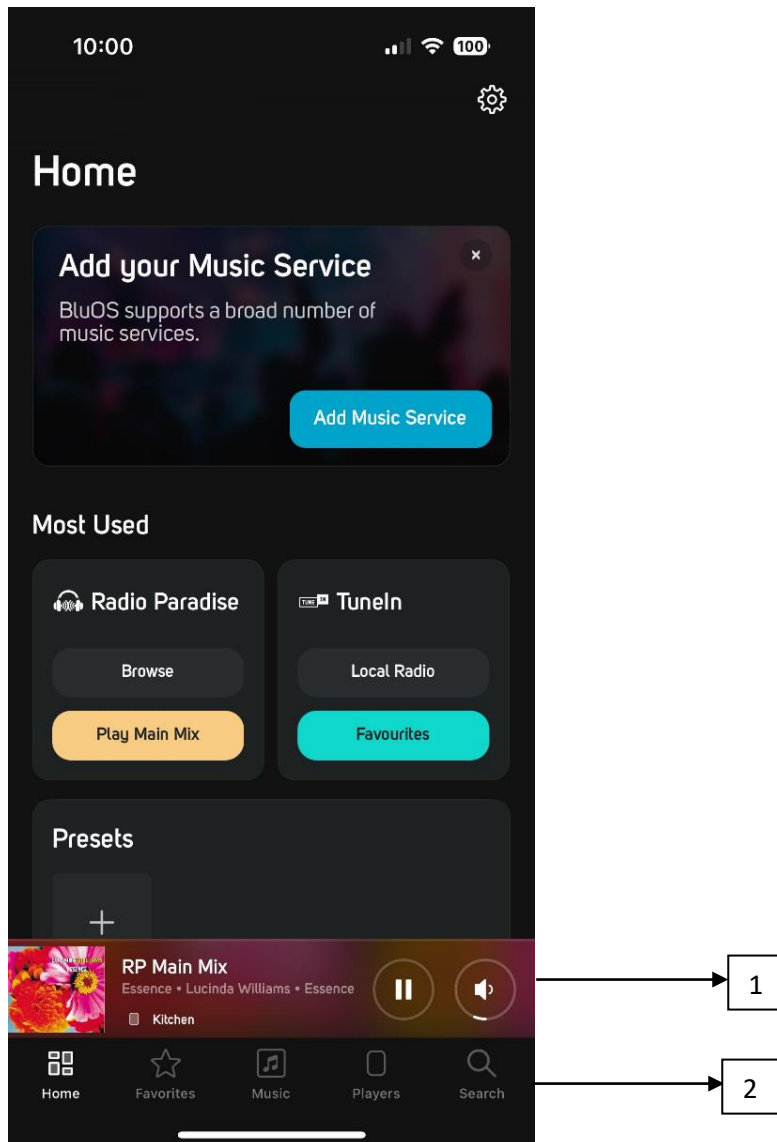 10:00
100
Home
Add your Music Service
BluOS supports a broad number of
music services.
Add Music Service
Most Used
Radio Paradise
TUNE IN TuneIn
Browse
Local Radio
Play Main Mix
Favourites
Presets
RP Main Mix
Essence • Lucinda Williams • Essence
Kitchen
1
Home
Favorites
Music
Players
Search
2